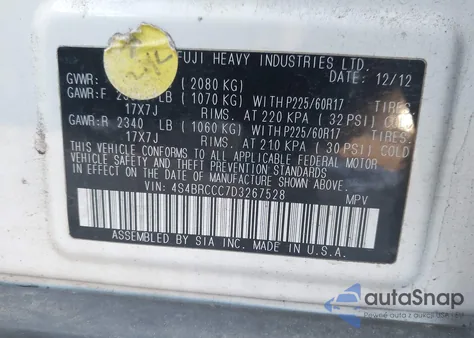 FUJI HEAVY INDUSTRIES LTD.
GVWR: (2080 KG) DATE: 12/12
GAWR:F LB (1070 KG) WITH P225/60R17 TIRES,
17X7J RIMS, AT 220 KPA (32 PSI) COLD
GAWR:R 2340 LB (1060 KG) WITH P225/60R17 TIRES,
17X7J RIMS, AT 210 KPA (30 PSI) COLD
THIS VEHICLE CONFORMS TO ALL APPLICABLE FEDERAL MOTOR
VEHICLE SAFETY, BUMPER, AND THEFT PREVENTION
STANDARDS IN EFFECT ON THE DATE OF
MANUFACTURE SHOWN ABOVE.
VIN: 4S4BRCCC7D3267528 MPV
ASSEMBLED BY SIA INC. MADE IN U.S.A.
autoSnap